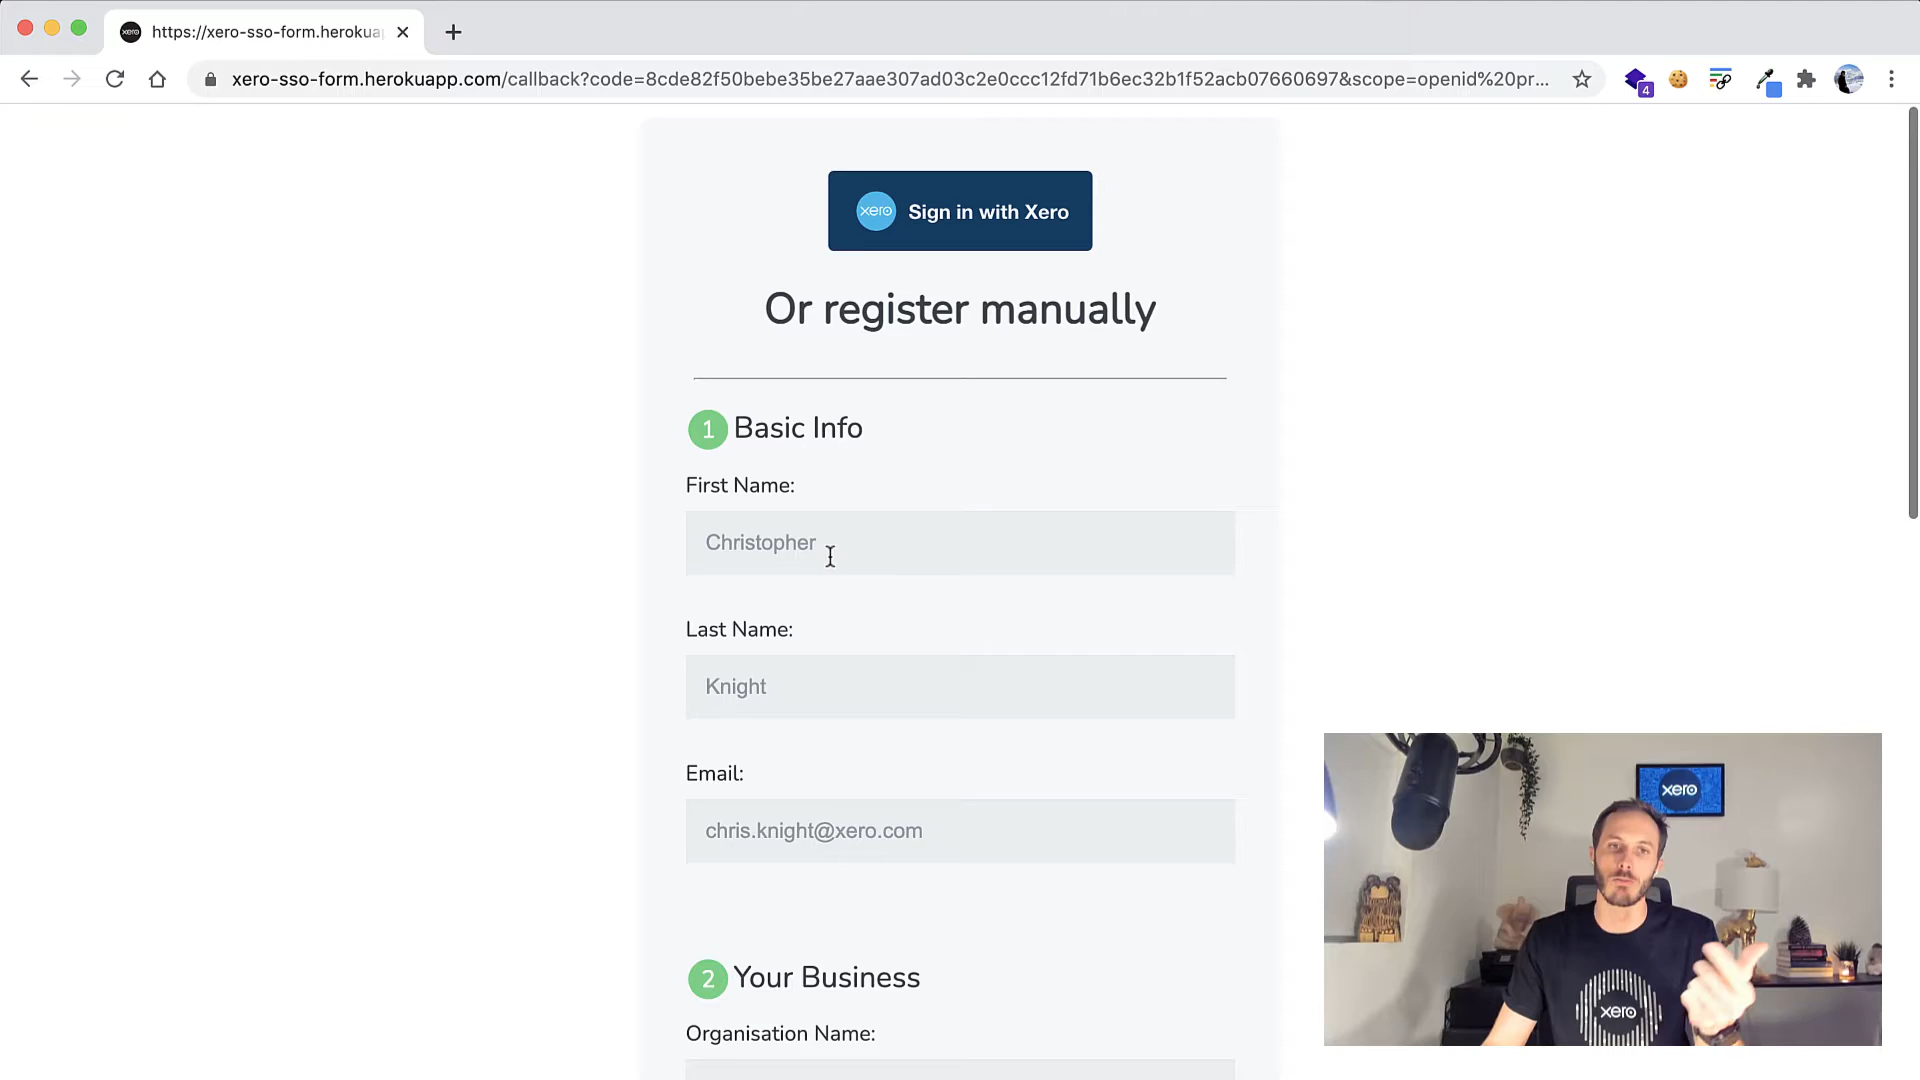 xero
https://xero-sso-form.herokua
xero-sso-form.herokuapp.com/callback?code=8cde82f50bebe35be27aae307ad03c2e0ccc12fd71b6ec32b1f52acb07660697&scope=openid%20pr...
4
xero Sign in with Xero
Or register manually
1 Basic Info
First Name:
Christopher
Last Name:
Knight
Email:
chris.knight@xero.com
2 Your Business
Organisation Name:
xero
xero